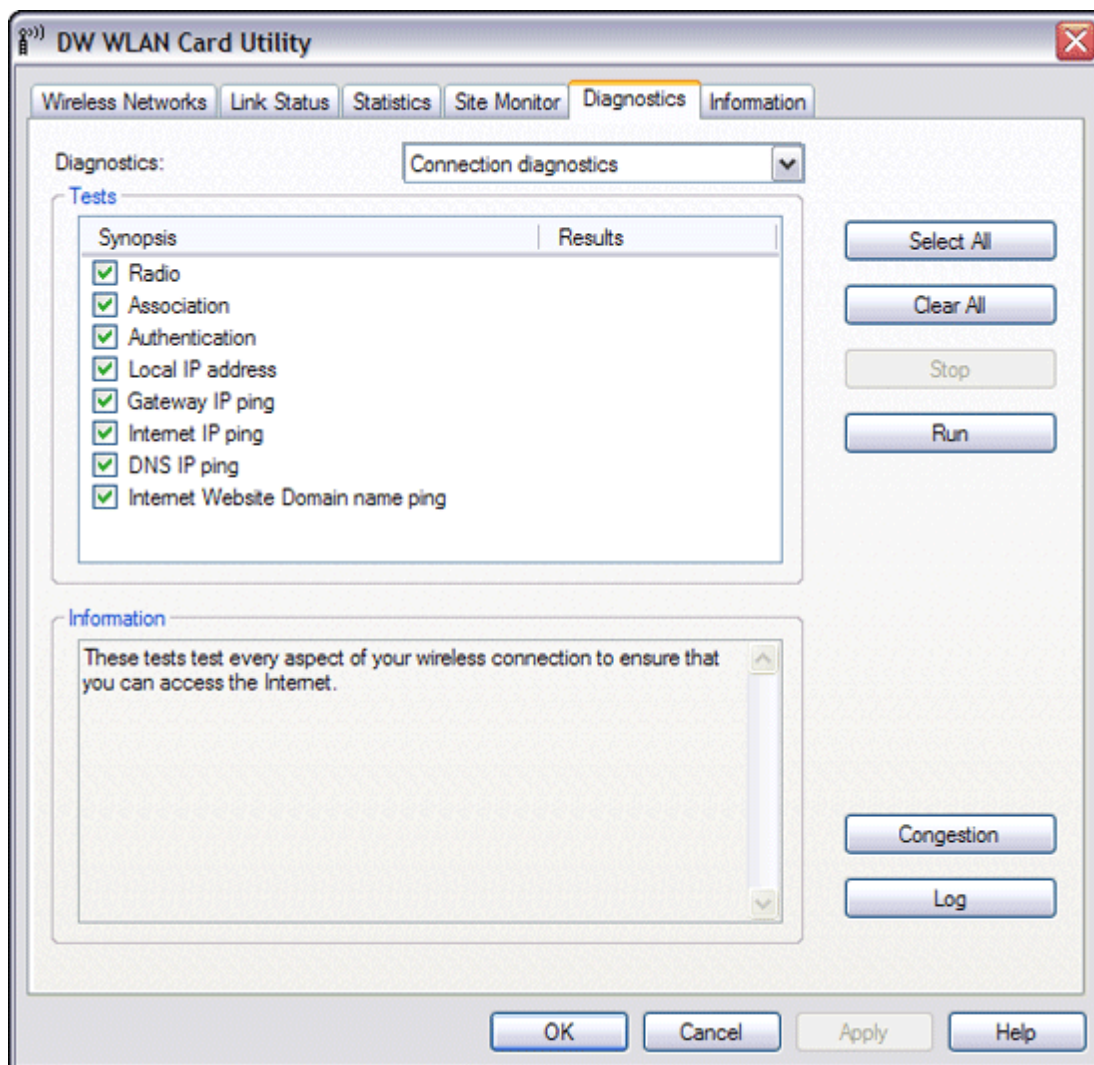 DW WLAN Card Utility
Wireless Networks Link Status Statistics Site Monitor Diagnostics Information
Diagnostics: Connection diagnostics
Tests
Synopsis Results
Radio
Association
Authentication
Local IP address
Gateway IP ping
Internet IP ping
DNS IP ping
Internet Website Domain name ping
Select All
Clear All
Stop
Run
Information
These tests test every aspect of your wireless connection to ensure that
you can access the Internet.
Congestion
Log
OK Cancel Apply Help